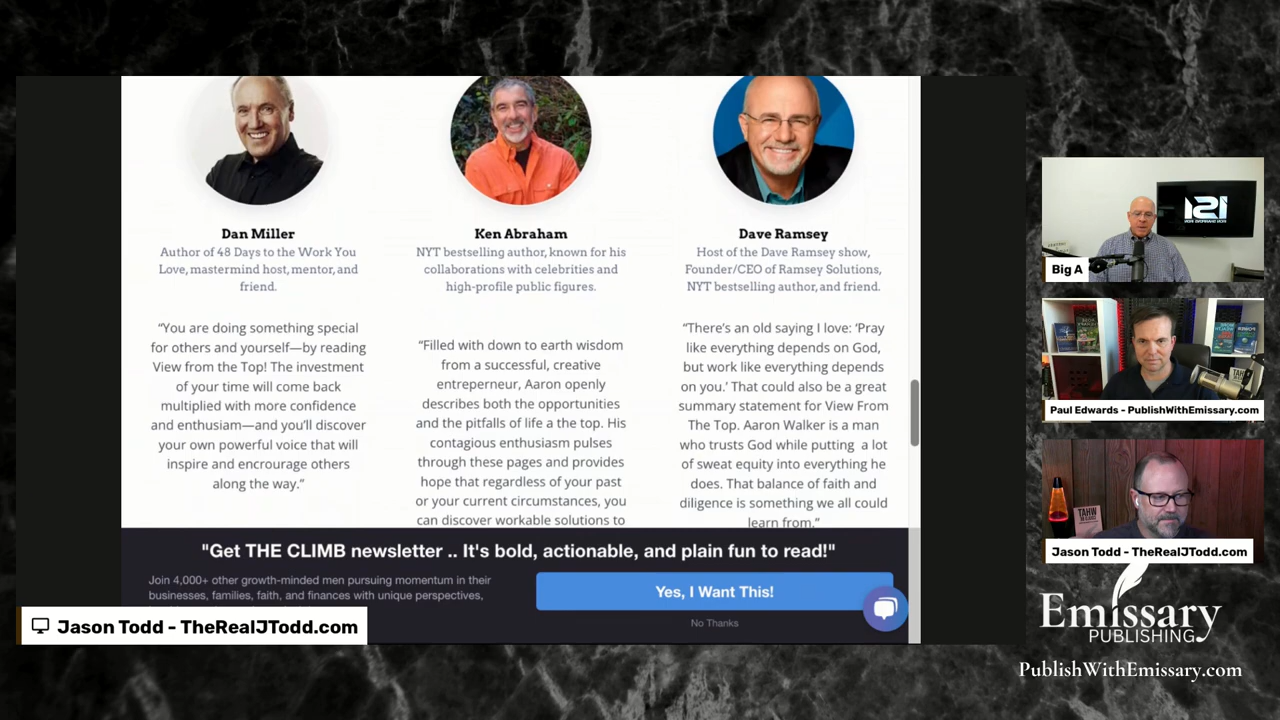 Dan Miller
Author of 48 Days to the Work You
Love, mastermind host, mentor, and
friend.
“You are doing something special
for others and yourself—by reading
View from the Top! The investment
of your time will come back
multiplied with more confidence
and enthusiam—and you’ll discover
your own powerful voice that will
inspire and encourage others
along the way.”
Ken Abraham
NYT bestselling author, known for his
collaborations with celebrities and
high-profile public figures.
“Filled with down to earth wisdom
from a successful, creative
entreperneur, Aaron openly
describes both the opportunities
and the pitfalls of life a the top. His
contagious enthusiasm pulses
through these pages and provides
hope that regardless of your past
or your current circumstances, you
can discover workable solutions to
Dave Ramsey
Host of the Dave Ramsey show,
Founder/CEO of Ramsey Solutions,
NYT bestselling author, and friend.
“There’s an old saying I love: ‘Pray
like everything depends on God,
but work like everything depends
on you.’ That could also be a great
summary statement for View From
The Top. Aaron Walker is a man
who trusts God while putting a lot
of sweat equity into everything he
does. That balance of faith and
diligence is something we all could
learn from.”
"Get THE CLIMB newsletter .. It's bold, actionable, and plain fun to read!"
Join 4,000+ other growth-minded men pursuing momentum in their
businesses, families, faith, and finances with unique perspectives,
Yes, I Want This!
No Thanks
Jason Todd - TheRealJTodd.com
Big A
Paul Edwards - PublishWithEmissary.com
Jason Todd - TheRealJTodd.com
Emissary
PUBLISHING
PublishWithEmissary.com